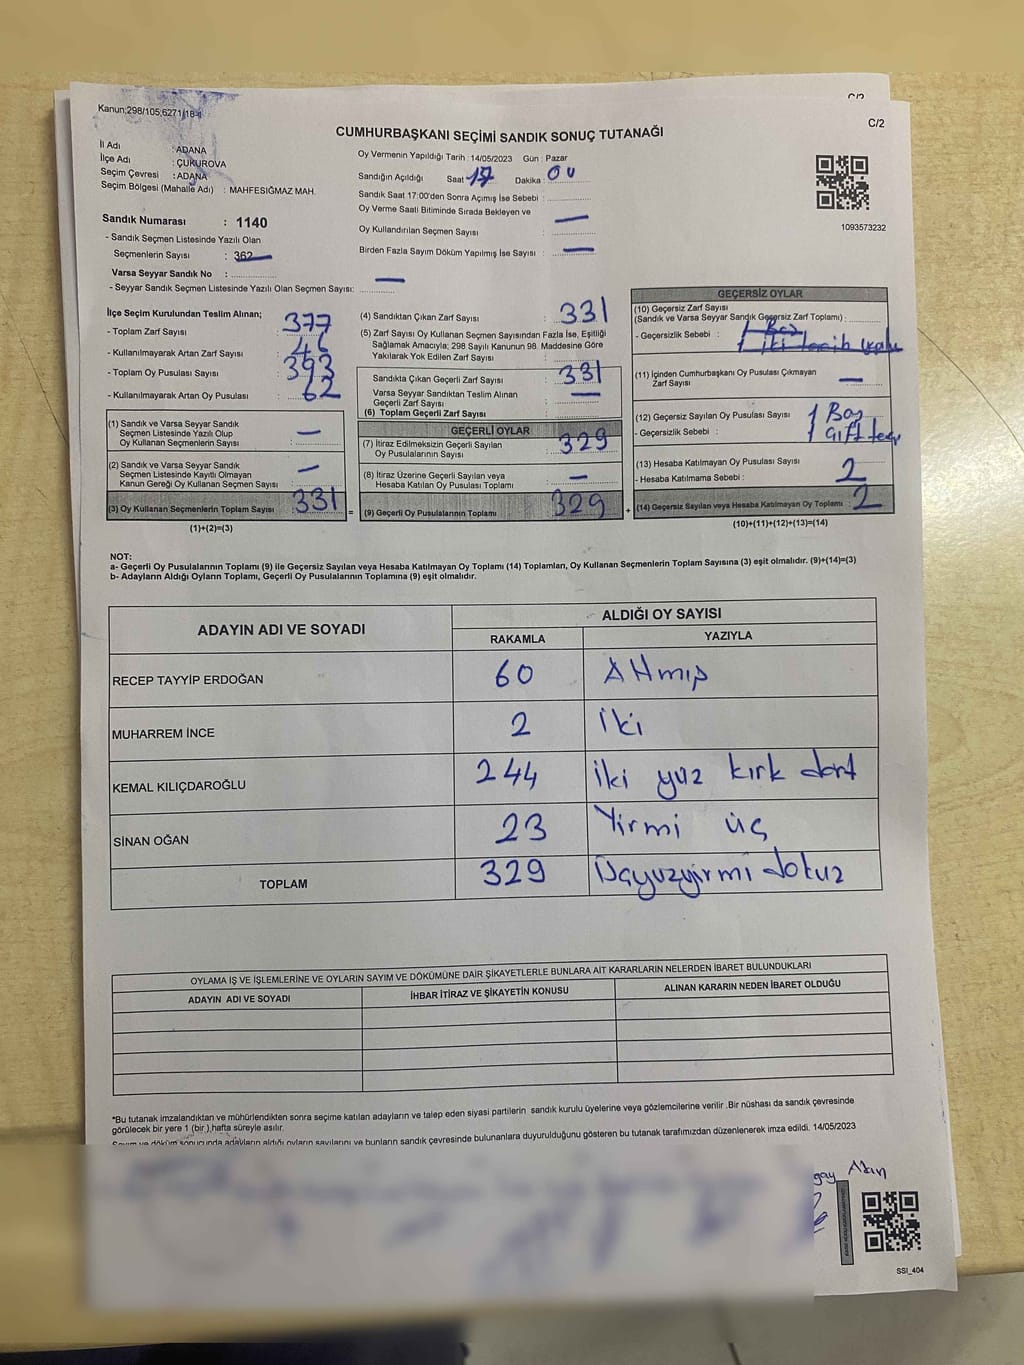 Kanun;298/105;6271/18-4
C/2
CUMHURBAŞKANI SEÇİMİ SANDIK SONUÇ TUTANAĞI
İl Adı : ADANA
İlçe Adı : ÇUKUROVA
Seçim Çevresi : ADANA
Seçim Bölgesi (Mahalle Adı) : MAHFESIĞMAZ MAH.
Sandık Numarası : 1140
- Sandık Seçmen Listesinde Yazılı Olan
Seçmenlerin Sayısı : 362
Varsa Seyyar Sandık No :
- Seyyar Sandık Seçmen Listesinde Yazılı Olan Seçmen Sayısı: —
Oy Vermenin Yapıldığı Tarih : 14/05/2023 Gün : Pazar
Sandığın Açıldığı Saat : 17 Dakika : 00
Sandık Saat 17:00'den Sonra Açımış İse Sebebi :
Oy Verme Saati Bitiminde Sırada Bekleyen ve
Oy Kullandırılan Seçmen Sayısı : —
Birden Fazla Sayım Döküm Yapılmış İse Sayısı : —
1093573232
İlçe Seçim Kurulundan Teslim Alınan;
- Toplam Zarf Sayısı : 377
- Kullanılmayarak Artan Zarf Sayısı : 46
- Toplam Oy Pusulası Sayısı : 393
- Kullanılmayarak Artan Oy Pusulası : 62
(1) Sandık ve Varsa Seyyar Sandık
Seçmen Listesinde Yazılı Olup
Oy Kullanan Seçmenlerin Sayısı : —
(2) Sandık ve Varsa Seyyar Sandık
Seçmen Listesinde Kayıtlı Olmayan
Kanun Gereği Oy Kullanan Seçmen Sayısı : —
(3) Oy Kullanan Seçmenlerin Toplam Sayısı : 331
(1)+(2)=(3)
(4) Sandıktan Çıkan Zarf Sayısı : 331
(5) Zarf Sayısı Oy Kullanan Seçmen Sayısından Fazla İse, Eşitliği
Sağlamak Amacıyla; 298 Sayılı Kanunun 98. Maddesine Göre
Yakılarak Yok Edilen Zarf Sayısı :
Sandıkta Çıkan Geçerli Zarf Sayısı : 331
Varsa Seyyar Sandıktan Teslim Alınan
Geçerli Zarf Sayısı : —
(6) Toplam Geçerli Zarf Sayısı :
GEÇERLİ OYLAR
(7) İtiraz Edilmeksizin Geçerli Sayılan
Oy Pusulalarının Sayısı : 329
(8) İtiraz Üzerine Geçerli Sayılan veya
Hesaba Katılan Oy Pusulası Toplamı : —
= (9) Geçerli Oy Pusulalarının Toplamı : 329 +
GEÇERSİZ OYLAR
(10) Geçersiz Zarf Sayısı
(Sandık ve Varsa Seyyar Sandık Geçersiz Zarf Toplamı) :
- Geçersizlik Sebebi :
(11) İçinden Cumhurbaşkanı Oy Pusulası Çıkmayan
Zarf Sayısı : —
(12) Geçersiz Sayılan Oy Pusulası Sayısı : 1 Boş
- Geçersizlik Sebebi : 1
(13) Hesaba Katılmayan Oy Pusulası Sayısı : 2
- Hesaba Katılmama Sebebi :
(14) Geçersiz Sayılan veya Hesaba Katılmayan Oy Toplamı : 2
(10)+(11)+(12)+(13)=(14)
NOT:
a- Geçerli Oy Pusulalarının Toplamı (9) ile Geçersiz Sayılan veya Hesaba Katılmayan Oy Toplamı (14) Toplamları, Oy Kullanan Seçmenlerin Toplam Sayısına (3) eşit olmalıdır. (9)+(14)=(3)
b- Adayların Aldığı Oyların Toplamı, Geçerli Oy Pusulalarının Toplamına (9) eşit olmalıdır.
ADAYIN ADI VE SOYADI ALDIĞI OY SAYISI
RAKAMLA YAZIYLA
RECEP TAYYİP ERDOĞAN 60 Altmış
MUHARREM İNCE 2 iki
KEMAL KILIÇDAROĞLU 244 iki yüz kırk dört
SİNAN OĞAN 23 Yirmi üç
TOPLAM 329 Üçyüzyirmi dokuz
OYLAMA İŞ VE İŞLEMLERİNE VE OYLARIN SAYIM VE DÖKÜMÜNE DAİR ŞİKAYETLERLE BUNLARA AİT KARARLARIN NELERDEN İBARET BULUNDUKLARI
ADAYIN ADI VE SOYADI İHBAR İTİRAZ VE ŞİKAYETİN KONUSU ALINAN KARARIN NEDEN İBARET OLDUĞU
*Bu tutanak imzalandıktan ve mühürlendikten sonra seçime katılan adayların ve talep eden siyasi partilerin sandık kurulu üyelerine veya gözlemcilerine verilir .Bir nüshası da sandık çevresinde
görülecek bir yere 1 (bir ) hafta süreyle asılır.
Sayım ve döküm sonucunda adayların aldığı oyların sayılarını ve bunların sandık çevresinde bulunanlara duyurulduğunu gösteren bu tutanak tarafımızdan düzenlenerek imza edildi. 14/05/2023
SSI_404